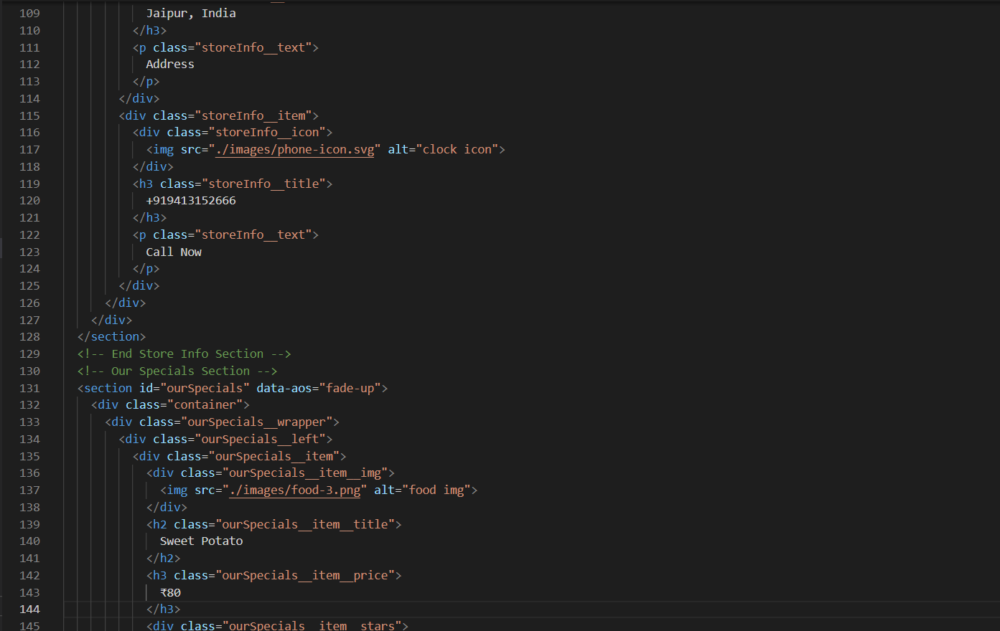 109 Jaipur, India
110 </h3>
111 <p class="storeInfo__text">
112 Address
113 </p>
114 </div>
115 <div class="storeInfo__item">
116 <div class="storeInfo__icon">
117 <img src="./images/phone-icon.svg" alt="clock icon">
118 </div>
119 <h3 class="storeInfo__title">
120 +919413152666
121 </h3>
122 <p class="storeInfo__text">
123 Call Now
124 </p>
125 </div>
126 </div>
127 </div>
128 </section>
129 <!-- End Store Info Section -->
130 <!-- Our Specials Section -->
131 <section id="ourSpecials" data-aos="fade-up">
132 <div class="container">
133 <div class="ourSpecials__wrapper">
134 <div class="ourSpecials__left">
135 <div class="ourSpecials__item">
136 <div class="ourSpecials__item__img">
137 <img src="./images/food-3.png" alt="food img">
138 </div>
139 <h2 class="ourSpecials__item__title">
140 Sweet Potato
141 </h2>
142 <h3 class="ourSpecials__item__price">
143 ₹80
144 </h3>
145 <div class="ourSpecials__item__stars">